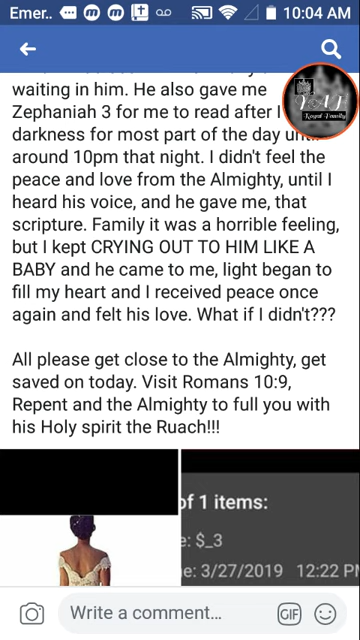 Emer.. 10:04 AM
waiting in him. He also gave me
Zephaniah 3 for me to read after I
darkness for most part of the day until
around 10pm that night. I didn't feel the
peace and love from the Almighty, until I
heard his voice, and he gave me, that
scripture. Family it was a horrible feeling,
but I kept CRYING OUT TO HIM LIKE A
BABY and he came to me, light began to
fill my heart and I received peace once
again and felt his love. What if I didn't???
All please get close to the Almighty, get
saved on today. Visit Romans 10:9,
Repent and the Almighty to full you with
his Holy spirit the Ruach!!!
of 1 items:
e: $_3
e: 3/27/2019 12:22 PM
Write a comment...
GIF